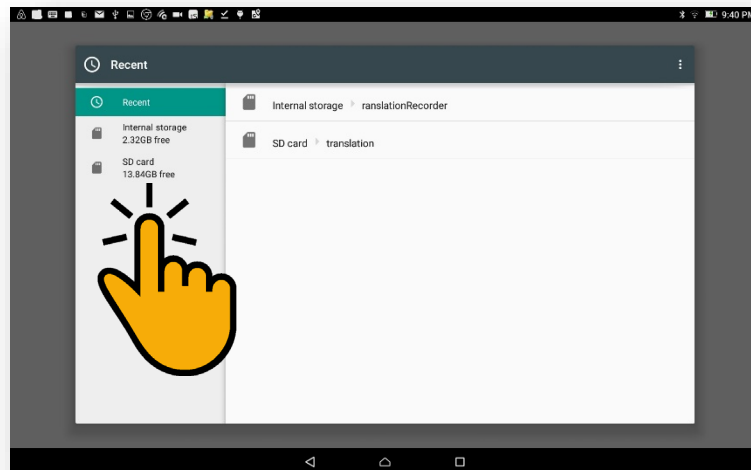 9:40 PM
Recent
Recent
Internal storage
2.32GB free
SD card
13.84GB free
Internal storage ranslationRecorder
SD card translation